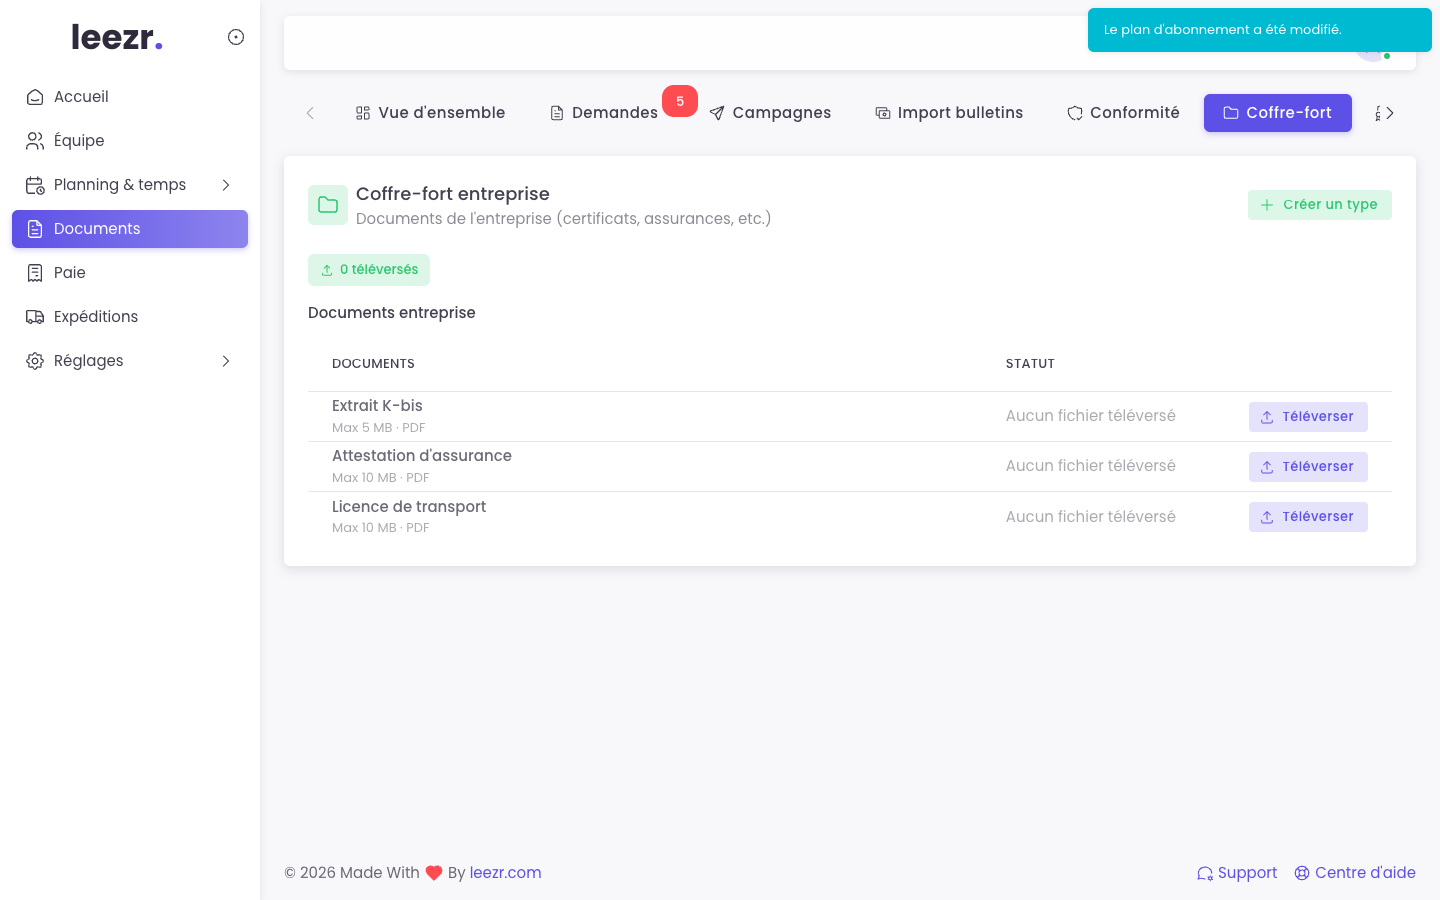 leezr.
Le plan d'abonnement a été modifié.
Accueil
Équipe
Planning & temps
Documents
Paie
Expéditions
Réglages
Vue d'ensemble
Demandes
5
Campagnes
Import bulletins
Conformité
Coffre-fort
Coffre-fort entreprise
Documents de l'entreprise (certificats, assurances, etc.)
Créer un type
0 téléversés
Documents entreprise
DOCUMENTS STATUT
Extrait K-bis
Max 5 MB · PDF
Aucun fichier téléversé
Téléverser
Attestation d'assurance
Max 10 MB · PDF
Aucun fichier téléversé
Téléverser
Licence de transport
Max 10 MB · PDF
Aucun fichier téléversé
Téléverser
© 2026 Made With By leezr.com
Support
Centre d'aide